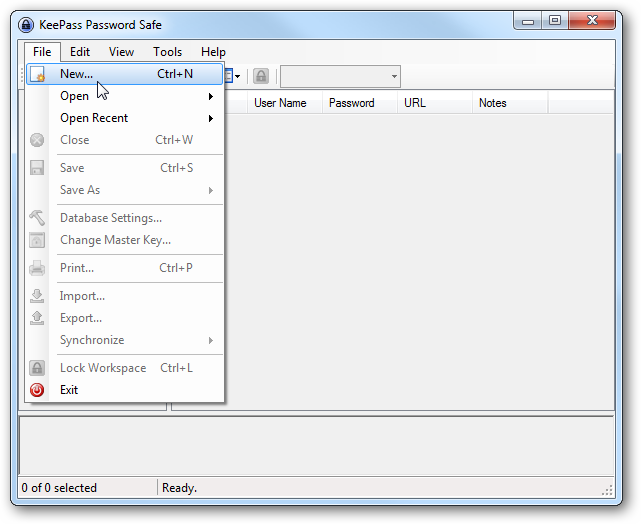 KeePass Password Safe
File Edit View Tools Help
New... Ctrl+N
User Name Password URL Notes
Open
Open Recent
Close Ctrl+W
Save Ctrl+S
Save As
Database Settings...
Change Master Key...
Print... Ctrl+P
Import...
Export...
Synchronize
Lock Workspace Ctrl+L
Exit
0 of 0 selected Ready.